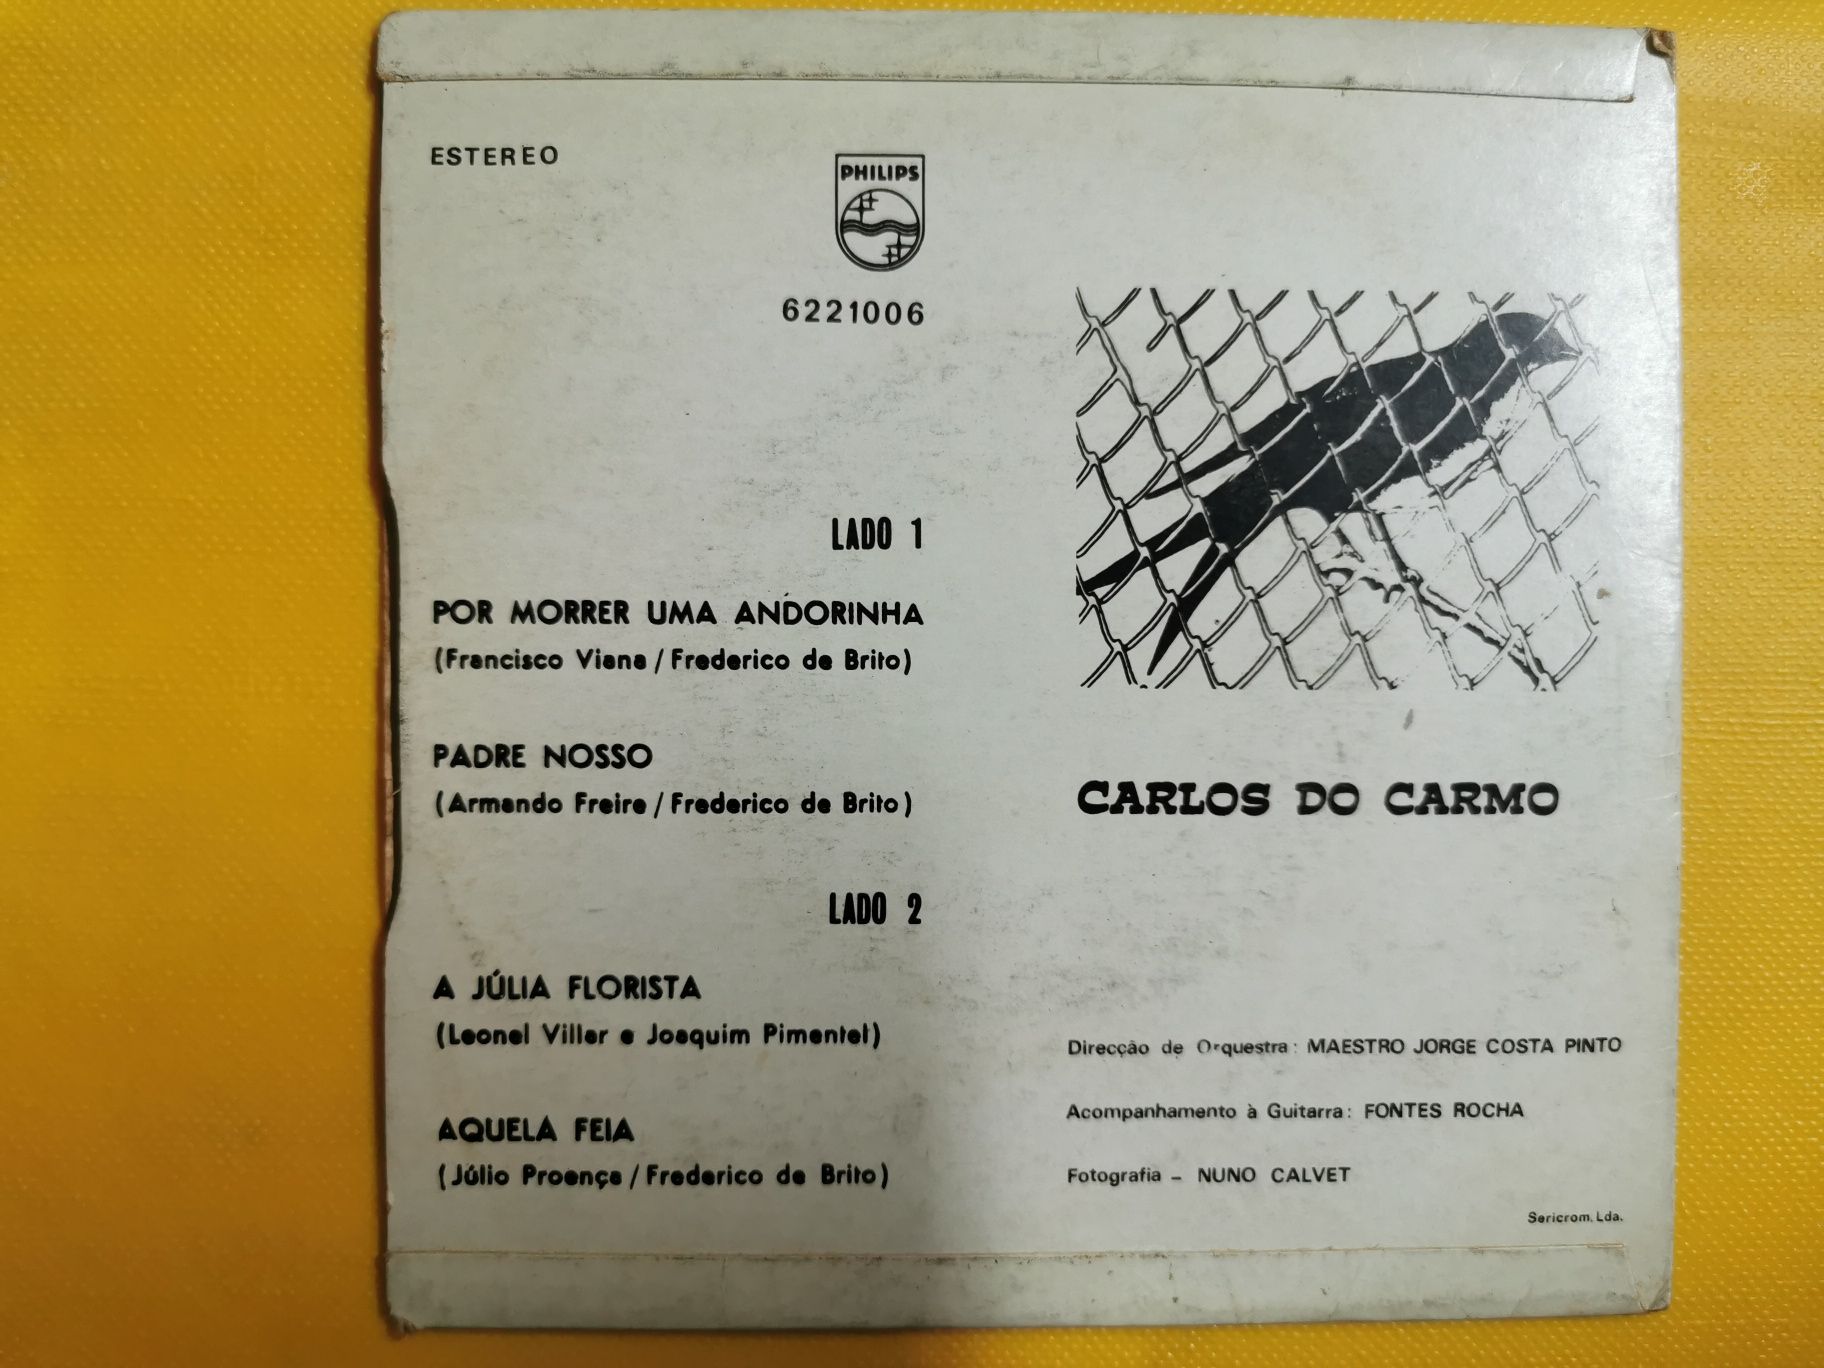 ESTEREO
PHILIPS
6221006
LADO 1
POR MORRER UMA ANDORINHA
(Francisco Viana / Frederico de Brito)
PADRE NOSSO
(Armando Freire / Frederico de Brito)
LADO 2
A JÚLIA FLORISTA
(Leonel Villar e Joaquim Pimentel)
AQUELA FEIA
(Júlio Proença / Frederico de Brito)
CARLOS DO CARMO
Direcção de Orquestra : MAESTRO JORGE COSTA PINTO
Acompanhamento à Guitarra : FONTES ROCHA
Fotografia – NUNO CALVET
Sericrom, Lda.